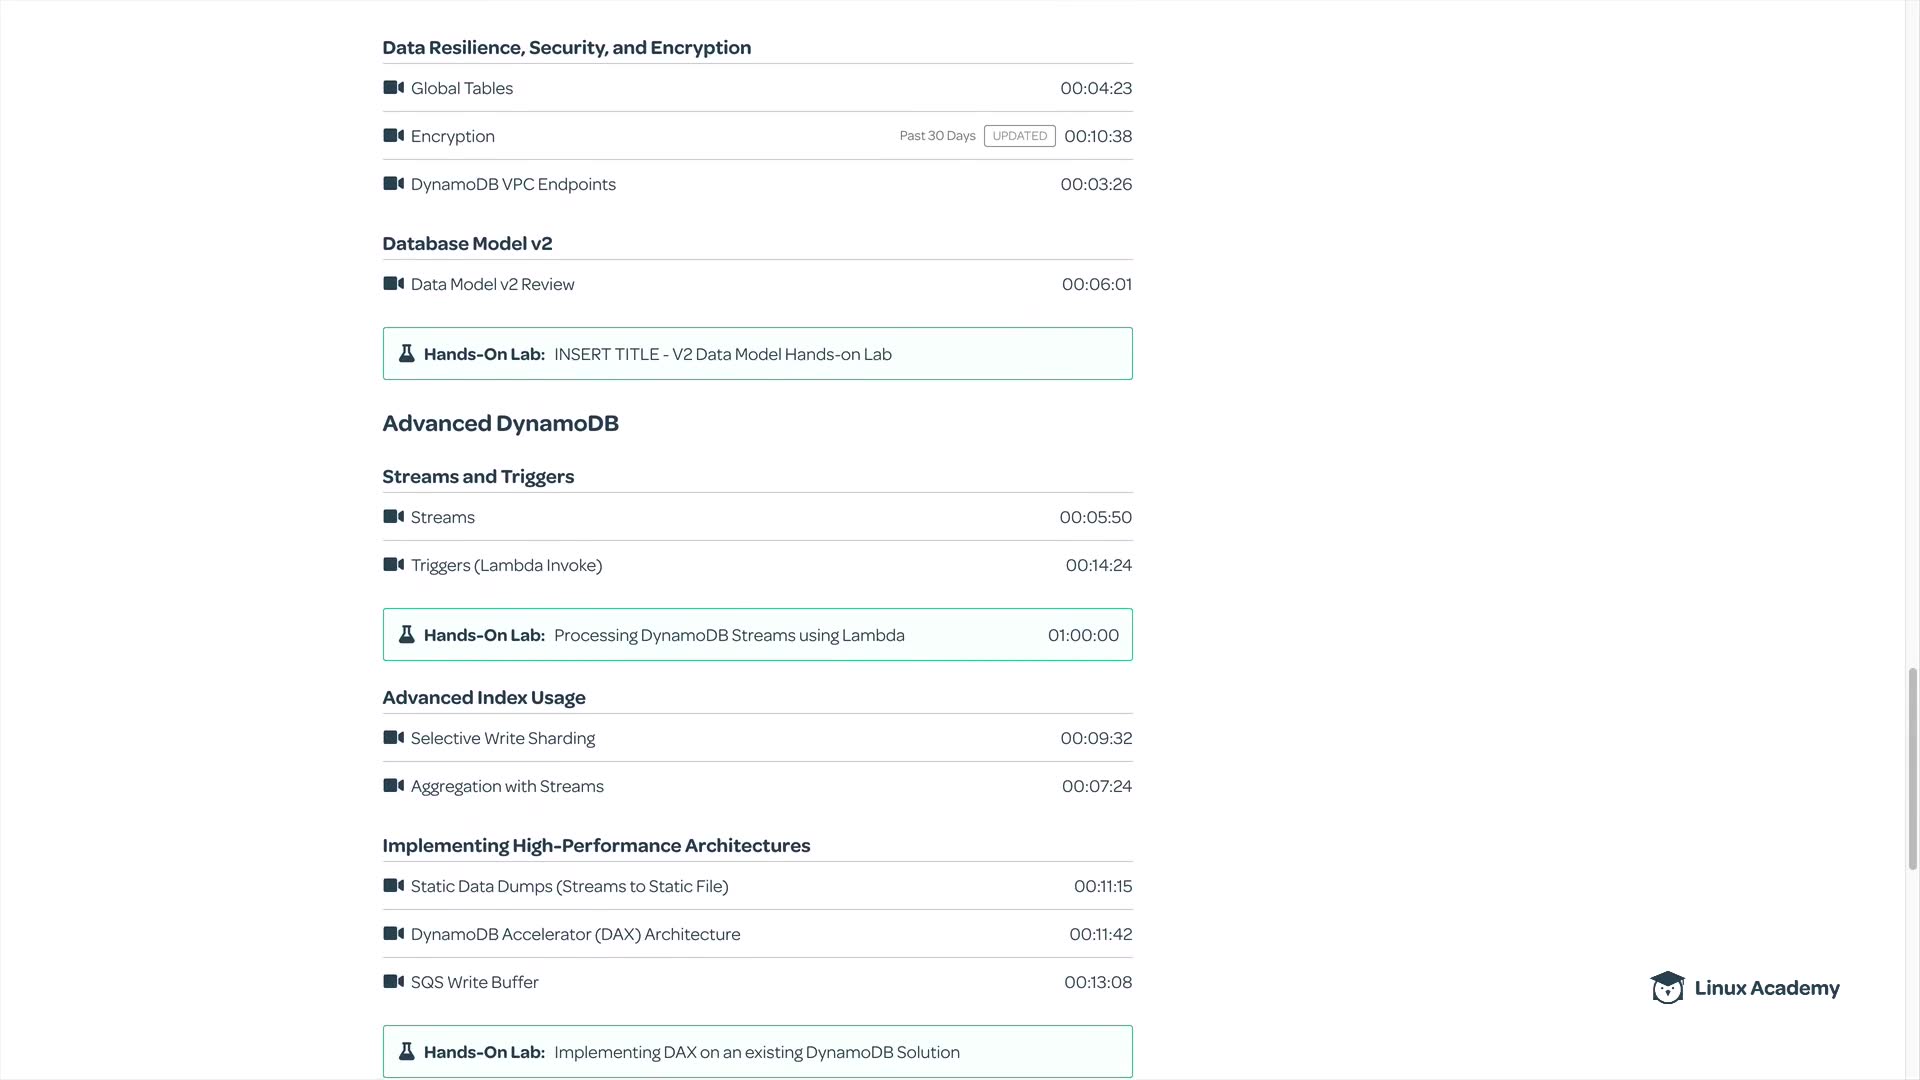 Data Resilience, Security, and Encryption
Global Tables 00:04:23
Encryption Past 30 Days UPDATED 00:10:38
DynamoDB VPC Endpoints 00:03:26
Database Model v2
Data Model v2 Review 00:06:01
Hands-On Lab: INSERT TITLE - V2 Data Model Hands-on Lab
Advanced DynamoDB
Streams and Triggers
Streams 00:05:50
Triggers (Lambda Invoke) 00:14:24
Hands-On Lab: Processing DynamoDB Streams using Lambda 01:00:00
Advanced Index Usage
Selective Write Sharding 00:09:32
Aggregation with Streams 00:07:24
Implementing High-Performance Architectures
Static Data Dumps (Streams to Static File) 00:11:15
DynamoDB Accelerator (DAX) Architecture 00:11:42
SQS Write Buffer 00:13:08
Linux Academy
Hands-On Lab: Implementing DAX on an existing DynamoDB Solution